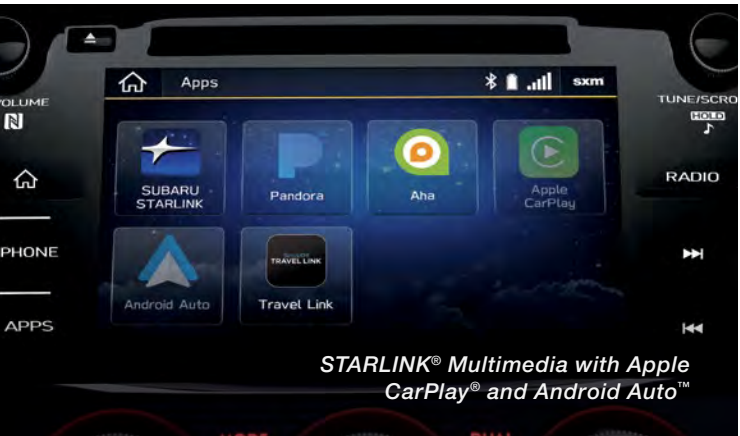 Apps
sxm
VOLUME
TUNE/SCRO
HOLD
RADIO
SUBARU
STARLINK
Pandora
Aha
Apple
CarPlay
PHONE
TRAVEL LINK
Android Auto
Travel Link
APPS
STARLINK® Multimedia with Apple
CarPlay® and Android Auto™